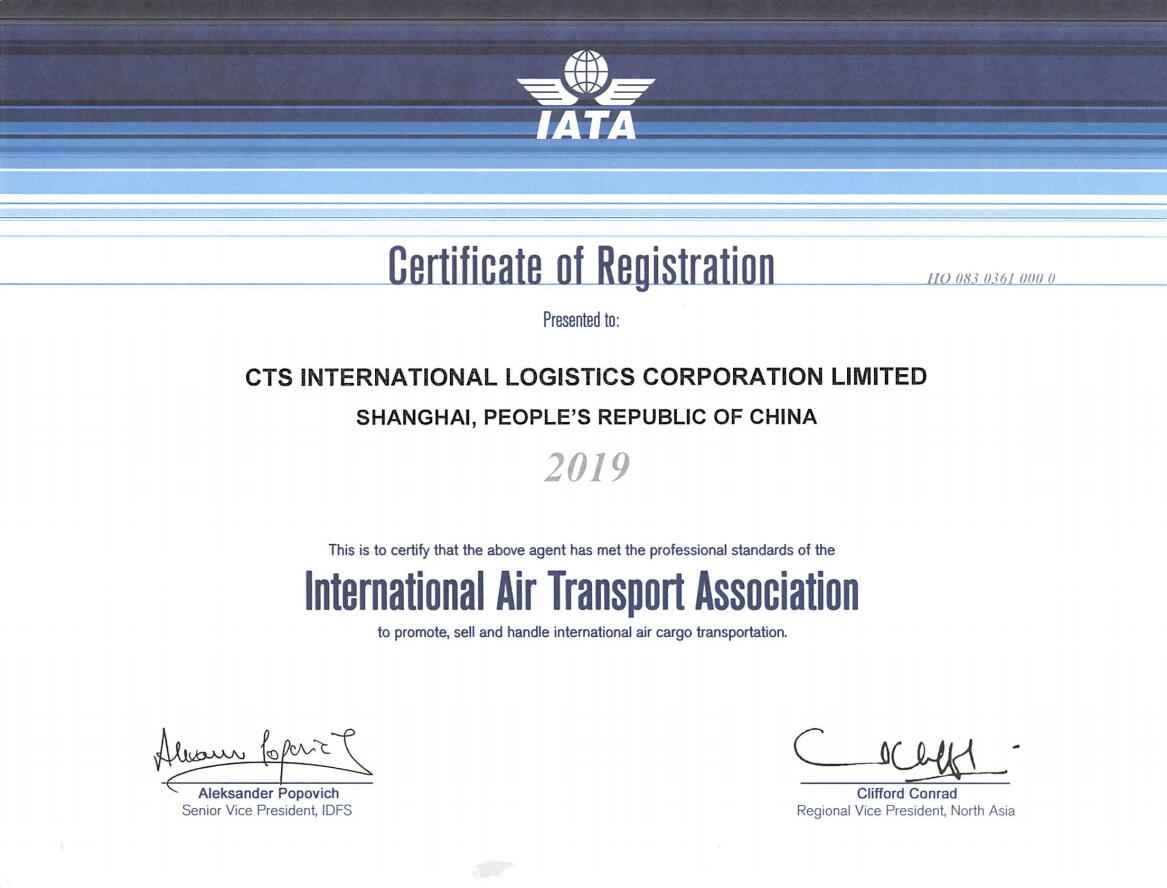 IATA
Certificate of Registration
HO 083 0361 000 0
Presented to:
CTS INTERNATIONAL LOGISTICS CORPORATION LIMITED
SHANGHAI, PEOPLE'S REPUBLIC OF CHINA
2019
This is to certify that the above agent has met the professional standards of the
International Air Transport Association
to promote, sell and handle international air cargo transportation.
Aleksander Popovich
Senior Vice President, IDFS
Clifford Conrad
Regional Vice President, North Asia